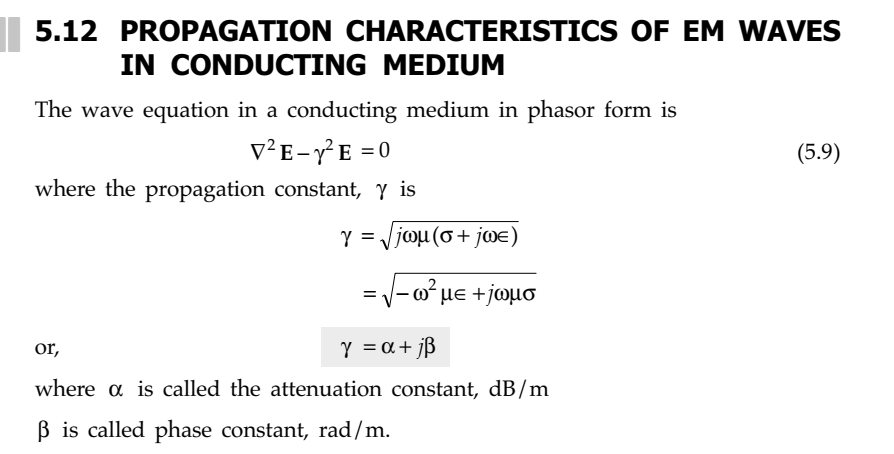 5.12 PROPAGATION CHARACTERISTICS OF EM WAVES
IN CONDUCTING MEDIUM
The wave equation in a conducting medium in phasor form is
∇² E – γ² E = 0 (5.9)
where the propagation constant, γ is
γ = √(jωμ(σ + jω∈))
= √(– ω² μ∈ + jωμσ)
or, γ = α + jβ
where α is called the attenuation constant, dB/m
β is called phase constant, rad/m.